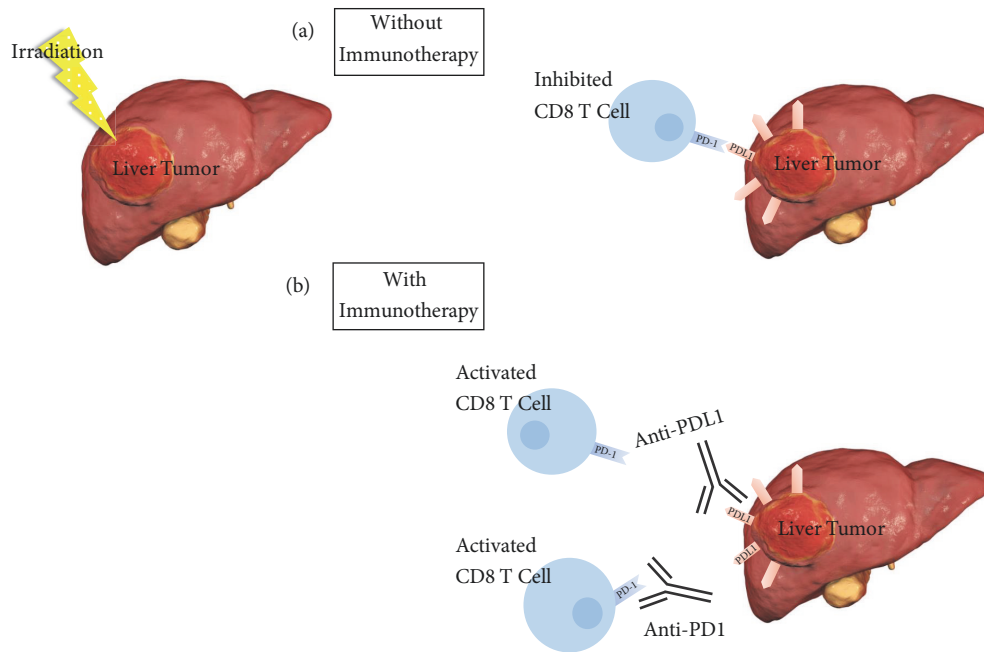 (a)
Without
Immunotherapy
Irradiation
Liver Tumor
Inhibited
CD8 T Cell
PD-1
PDL1
Liver Tumor
(b)
With
Immunotherapy
Activated
CD8 T Cell
PD-1
Anti-PDL1
PDL1
Liver Tumor
PDL1
Activated
CD8 T Cell
PD-1
Anti-PD1